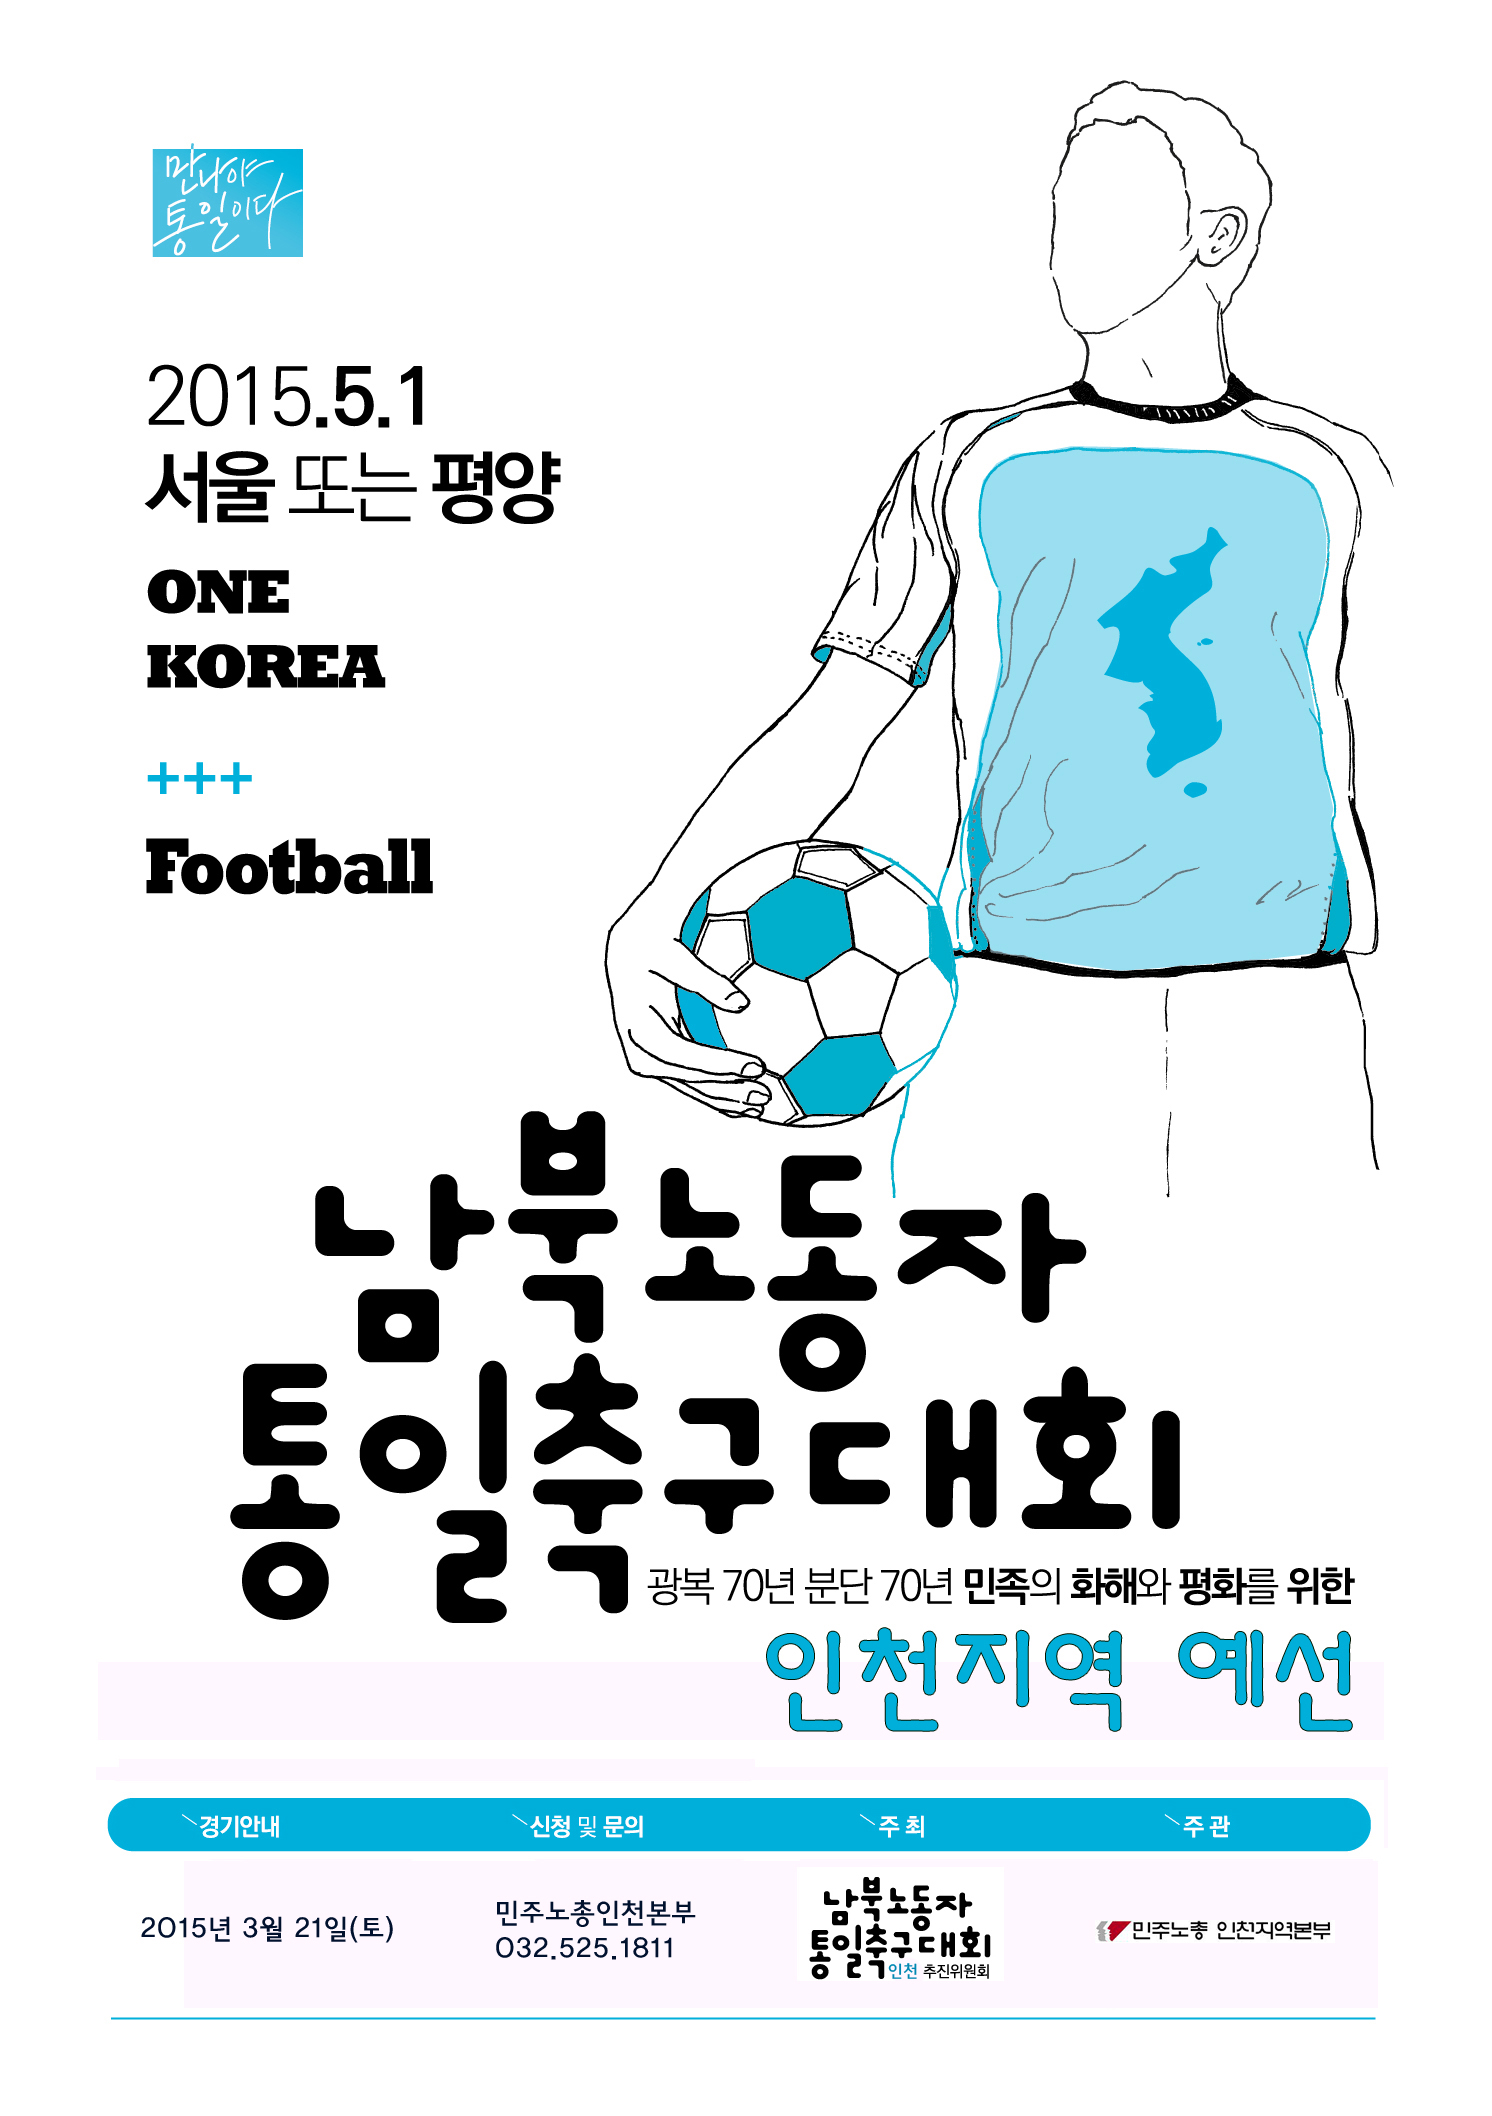 만나야
통일이다
2015.5.1
서울 또는 평양
ONE
KOREA
+++
Football
남북노동자
통일축구대회
광복 70년 분단 70년 민족의 화해와 평화를 위한
인천지역 예선
경기안내
신청 및 문의
주 최
주 관
2015년 3월 21일(토)
민주노총인천본부
032.525.1811
남북노동자
통일축구대회
인천 추진위원회
민주노총 인천지역본부